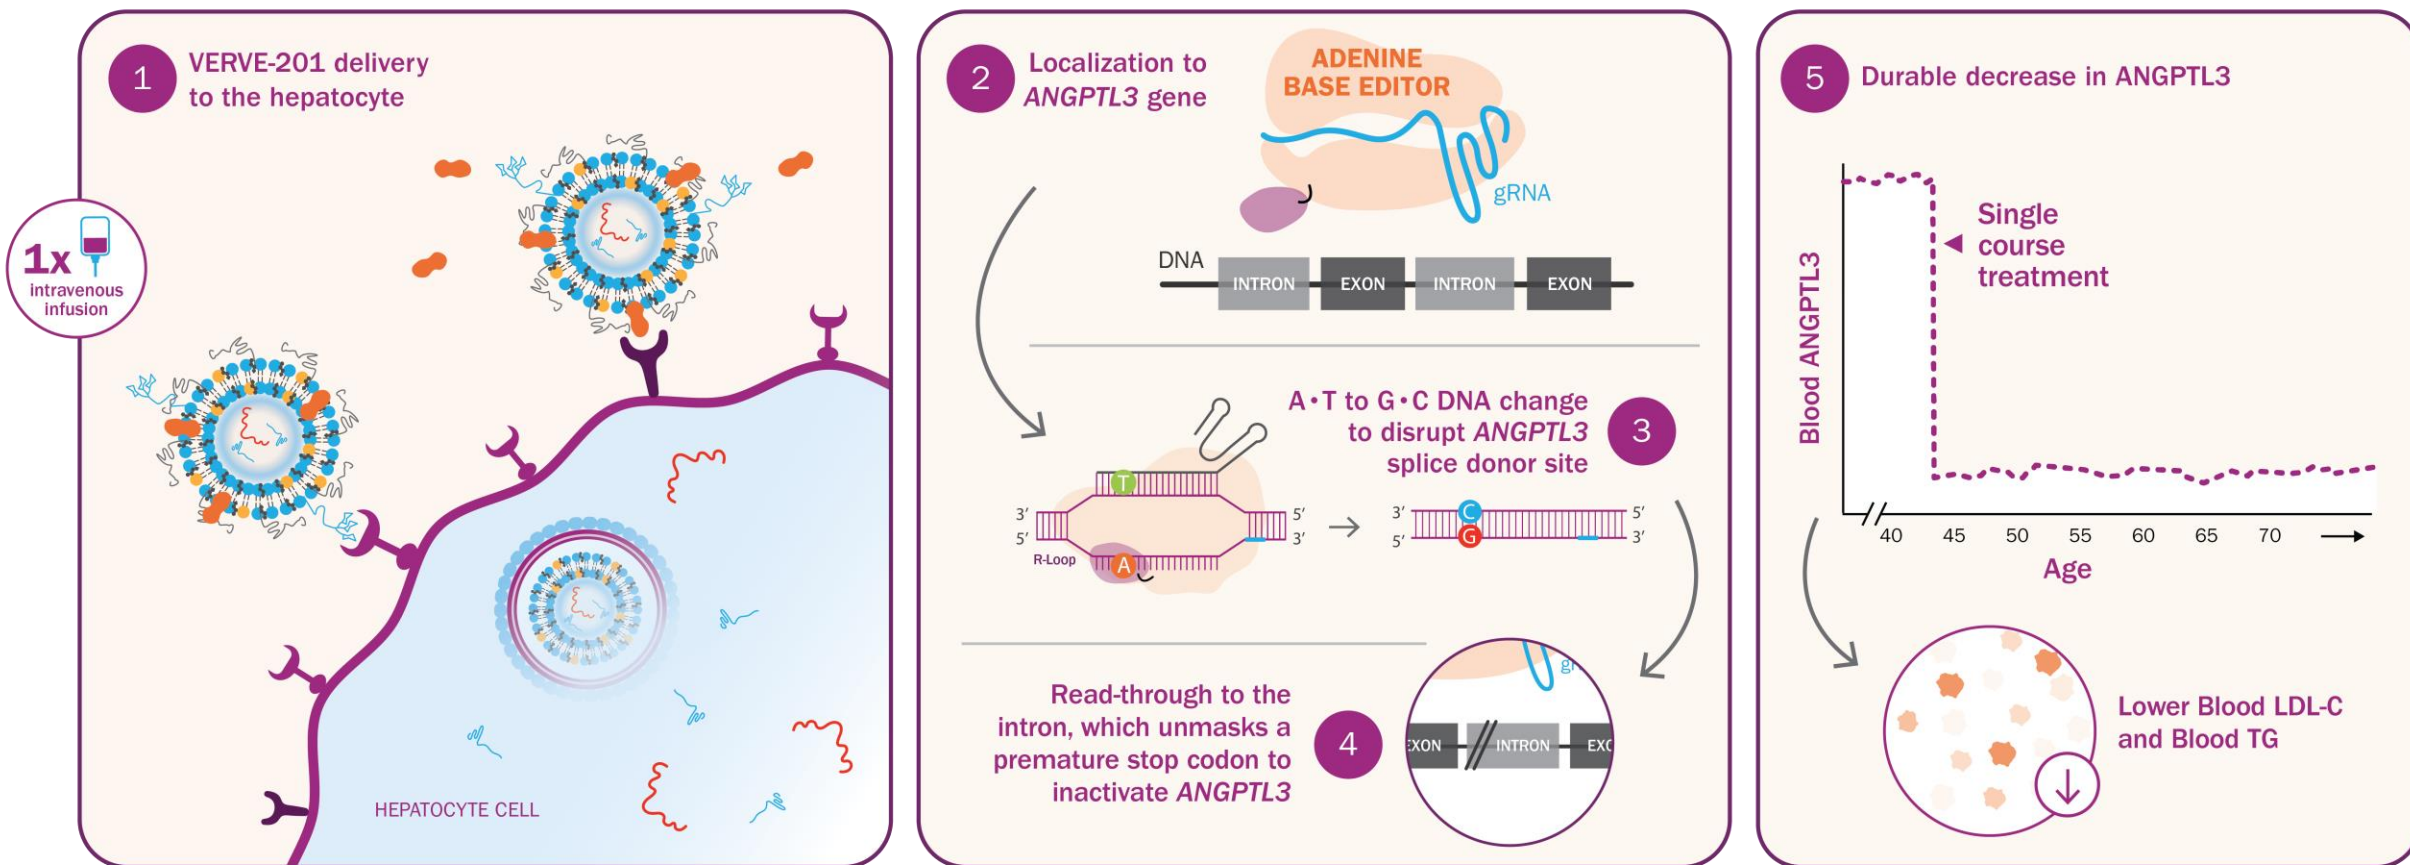 1
VERVE-201 delivery
to the hepatocyte
1x
intravenous
infusion
HEPATOCYTE CELL
2
Localization to
ANGPTL3 gene
ADENINE
BASE EDITOR
gRNA
DNA
INTRON
EXON
INTRON
EXON
A•T to G•C DNA change
to disrupt ANGPTL3
splice donor site
3
T
3′
5′
5′
3′
R-Loop
A
3′
C
5′
5′
G
3′
Read-through to the
intron, which unmasks a
premature stop codon to
inactivate ANGPTL3
4
gR
EXON
INTRON
EXO
5
Durable decrease in ANGPTL3
Single
course
treatment
Blood ANGPTL3
40 45 50 55 60 65 70
Age
Lower Blood LDL-C
and Blood TG